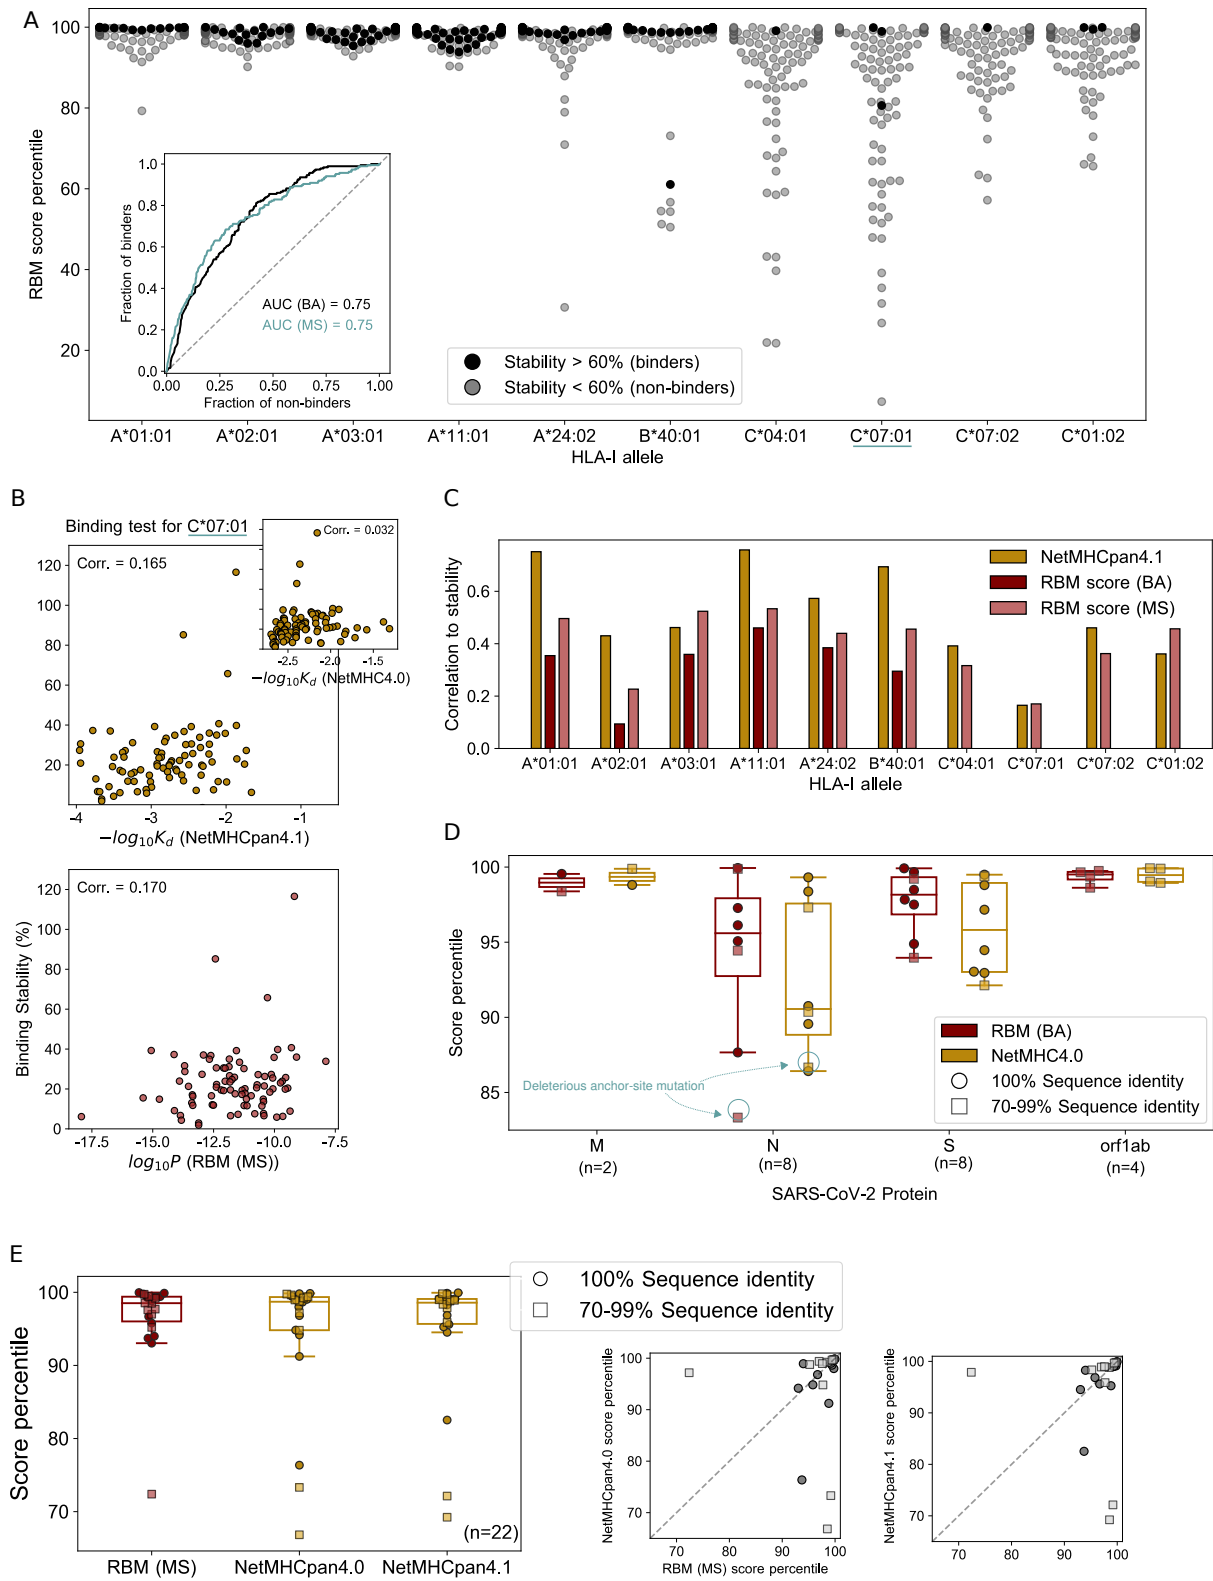 A
RBM score percentile
100
80
60
40
20
1.0
0.8
0.6
0.4
0.2
0.0
Fraction of binders
AUC (BA) = 0.75
AUC (MS) = 0.75
0.00 0.25 0.50 0.75 1.00
Fraction of non-binders
Stability > 60% (binders)
Stability < 60% (non-binders)
A*01:01 A*02:01 A*03:01 A*11:01 A*24:02 B*40:01 C*04:01 C*07:01 C*07:02 C*01:02
HLA-I allele
B
Binding test for C*07:01
Corr. = 0.165
120
100
80
60
40
20
-4 -3 -2 -1
−log₁₀K_d (NetMHCpan4.1)
Corr. = 0.032
-2.5 -2.0 -1.5
−log₁₀K_d (NetMHC4.0)
Corr. = 0.170
Binding Stability (%)
120
100
80
60
40
20
0
-17.5 -15.0 -12.5 -10.0 -7.5
log₁₀P (RBM (MS))
C
Correlation to stability
0.6
0.4
0.2
0.0
NetMHCpan4.1
RBM score (BA)
RBM score (MS)
A*01:01 A*02:01 A*03:01 A*11:01 A*24:02 B*40:01 C*04:01 C*07:01 C*07:02 C*01:02
HLA-I allele
D
Score percentile
100
95
90
85
Deleterious anchor-site mutation
RBM (BA)
NetMHC4.0
100% Sequence identity
70-99% Sequence identity
M N S orf1ab
(n=2) (n=8) (n=8) (n=4)
SARS-CoV-2 Protein
E
Score percentile
100
90
80
70
(n=22)
RBM (MS) NetMHCpan4.0 NetMHCpan4.1
100% Sequence identity
70-99% Sequence identity
NetMHCpan4.0 score percentile
100
90
80
70
70 80 90 100
RBM (MS) score percentile
NetMHCpan4.1 score percentile
100
90
80
70
70 80 90 100